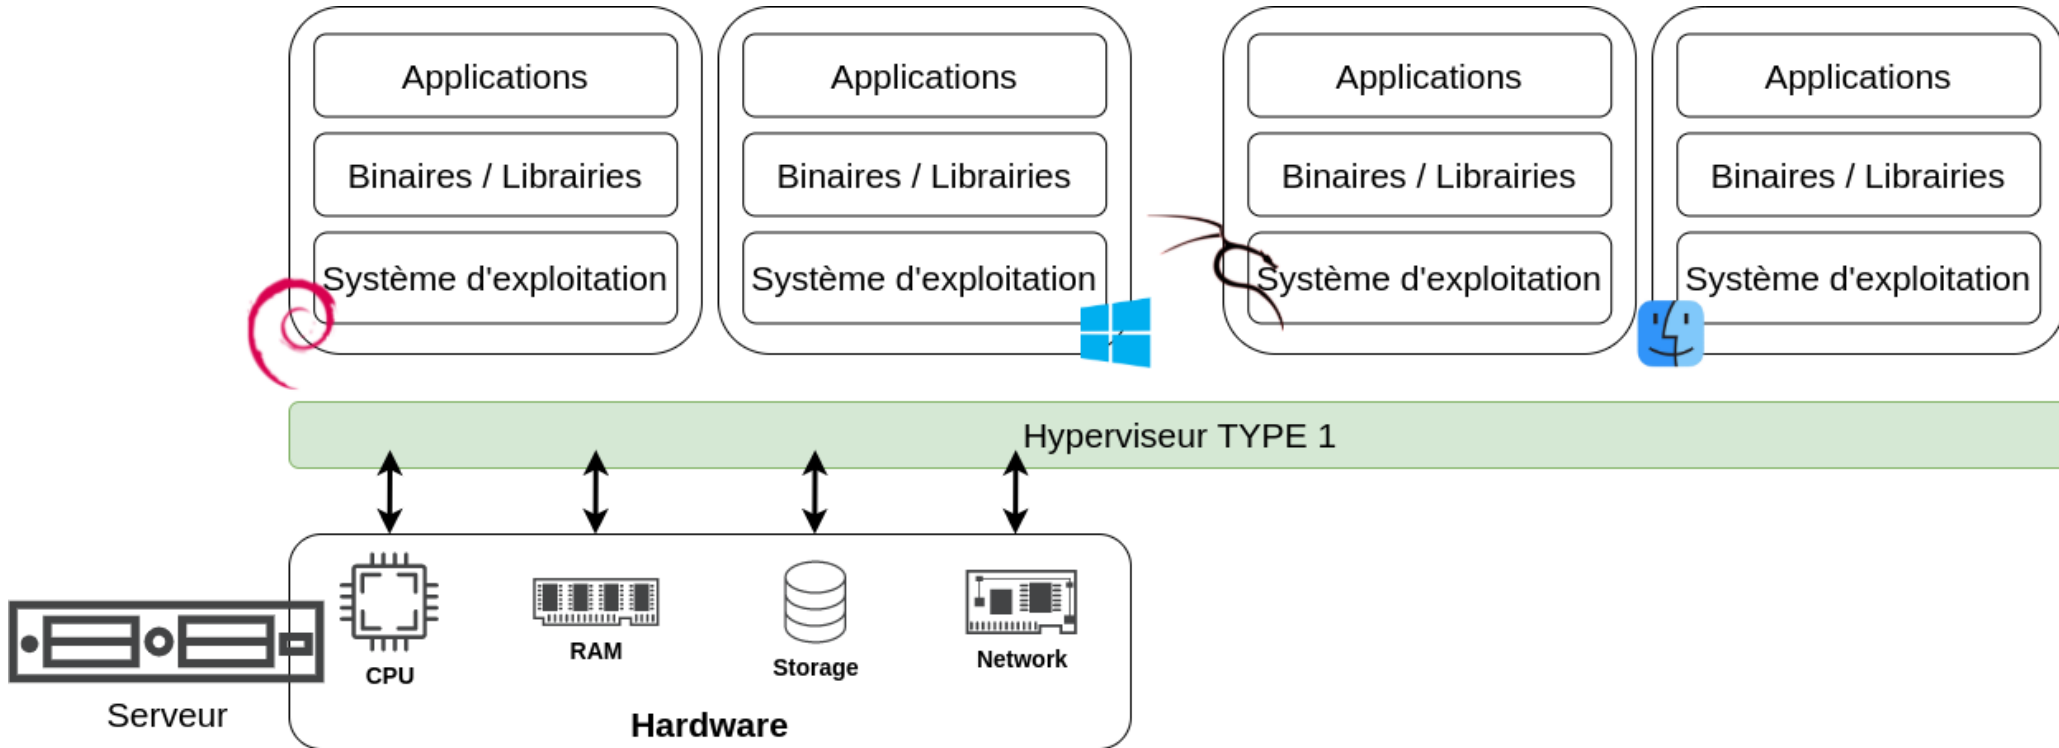 Applications
Applications
Applications
Applications
Binaires / Librairies
Binaires / Librairies
Binaires / Librairies
Binaires / Librairies
Système d'exploitation
Système d'exploitation
Système d'exploitation
Système d'exploitation
Hyperviseur TYPE 1
CPU
RAM
Storage
Network
Serveur
Hardware